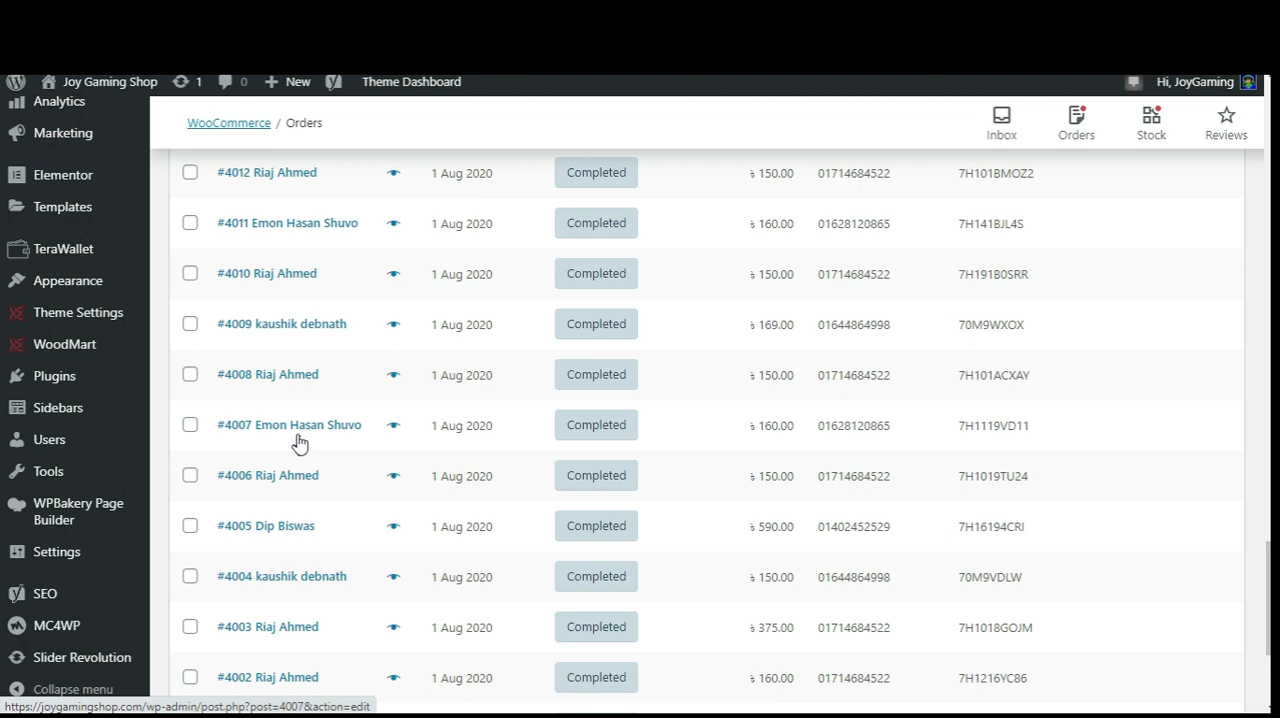 Joy Gaming Shop 1 0 New Theme Dashboard Hi, JoyGaming
Analytics
Marketing
Elementor
Templates
TeraWallet
Appearance
Theme Settings
WoodMart
Plugins
Sidebars
Users
Tools
WPBakery Page
Builder
Settings
SEO
MC4WP
Slider Revolution
Collapse menu
WooCommerce / Orders
Inbox Orders Stock Reviews
#4012 Riaj Ahmed 1 Aug 2020 Completed ৳ 150.00 01714684522 7H101BMOZ2
#4011 Emon Hasan Shuvo 1 Aug 2020 Completed ৳ 160.00 01628120865 7H141BJL4S
#4010 Riaj Ahmed 1 Aug 2020 Completed ৳ 150.00 01714684522 7H191B0SRR
#4009 kaushik debnath 1 Aug 2020 Completed ৳ 169.00 01644864998 70M9WXOX
#4008 Riaj Ahmed 1 Aug 2020 Completed ৳ 150.00 01714684522 7H101ACXAY
#4007 Emon Hasan Shuvo 1 Aug 2020 Completed ৳ 160.00 01628120865 7H1119VD11
#4006 Riaj Ahmed 1 Aug 2020 Completed ৳ 150.00 01714684522 7H1019TU24
#4005 Dip Biswas 1 Aug 2020 Completed ৳ 590.00 01402452529 7H16194CRI
#4004 kaushik debnath 1 Aug 2020 Completed ৳ 150.00 01644864998 70M9VDLW
#4003 Riaj Ahmed 1 Aug 2020 Completed ৳ 375.00 01714684522 7H1018GOJM
#4002 Riaj Ahmed 1 Aug 2020 Completed ৳ 160.00 01714684522 7H1216YC86
https://joygamingshop.com/wp-admin/post.php?post=4007&action=edit